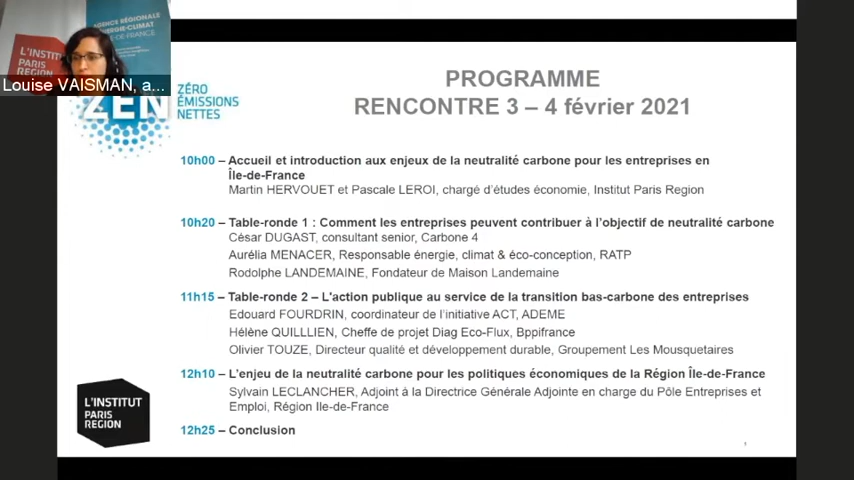 AGENCE RÉGIONALE
ÉNERGIE-CLIMAT
ÎLE-DE-FRANCE
L'INSTITUT
PARIS
REGION
Louise VAISMAN, a...
ZEN
ZÉRO
ÉMISSIONS
NETTES
PROGRAMME
RENCONTRE 3 – 4 février 2021
10h00 – Accueil et introduction aux enjeux de la neutralité carbone pour les entreprises en
Île-de-France
Martin HERVOUET et Pascale LEROI, chargé d'études économie, Institut Paris Region
10h20 – Table-ronde 1 : Comment les entreprises peuvent contribuer à l'objectif de neutralité carbone
César DUGAST, consultant senior, Carbone 4
Aurélia MENACER, Responsable énergie, climat & éco-conception, RATP
Rodolphe LANDEMAINE, Fondateur de Maison Landemaine
11h15 – Table-ronde 2 – L'action publique au service de la transition bas-carbone des entreprises
Edouard FOURDRIN, coordinateur de l'initiative ACT, ADEME
Hélène QUILLLIEN, Cheffe de projet Diag Eco-Flux, Bppifrance
Olivier TOUZE, Directeur qualité et développement durable, Groupement Les Mousquetaires
12h10 – L'enjeu de la neutralité carbone pour les politiques économiques de la Région Île-de-France
Sylvain LECLANCHER, Adjoint à la Directrice Générale Adjointe en charge du Pôle Entreprises et
Emploi, Région Ile-de-France
12h25 – Conclusion
L'INSTITUT
PARIS
REGION